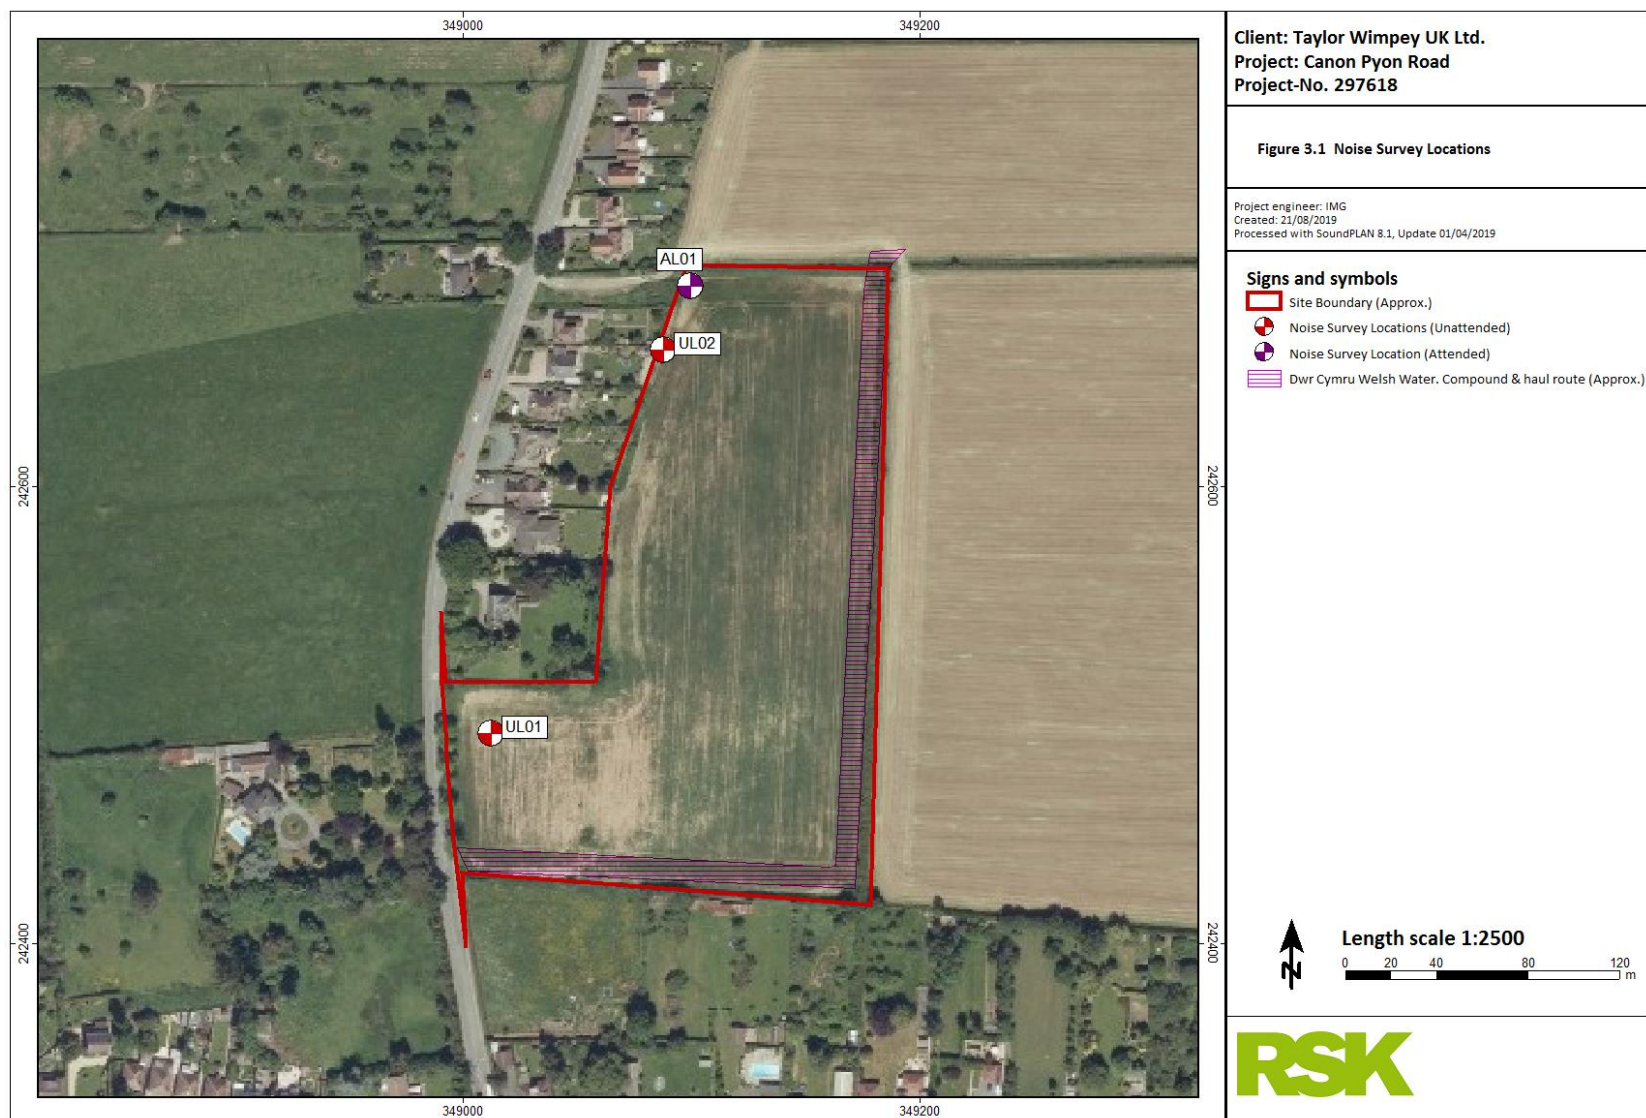 349000
349200
Client: Taylor Wimpey UK Ltd.
Project: Canon Pyon Road
Project-No. 297618
Figure 3.1 Noise Survey Locations
Project engineer: IMG
Created: 21/08/2019
Processed with SoundPLAN 8.1, Update 01/04/2019
Signs and symbols
Site Boundary (Approx.)
Noise Survey Locations (Unattended)
Noise Survey Location (Attended)
Dwr Cymru Welsh Water. Compound & haul route (Approx.)
AL01
UL02
242600
242600
UL01
242400
242400
N
Length scale 1:2500
0 20 40 80 120
m
RSK
349000
349200